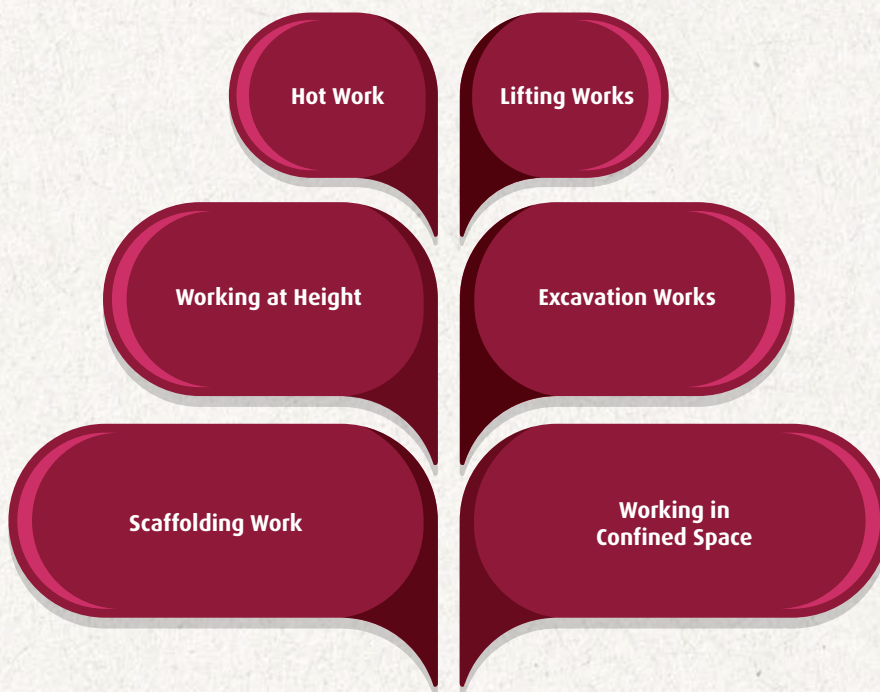 Hot Work
Lifting Works
Working at Height
Excavation Works
Scaffolding Work
Working in
Confined Space